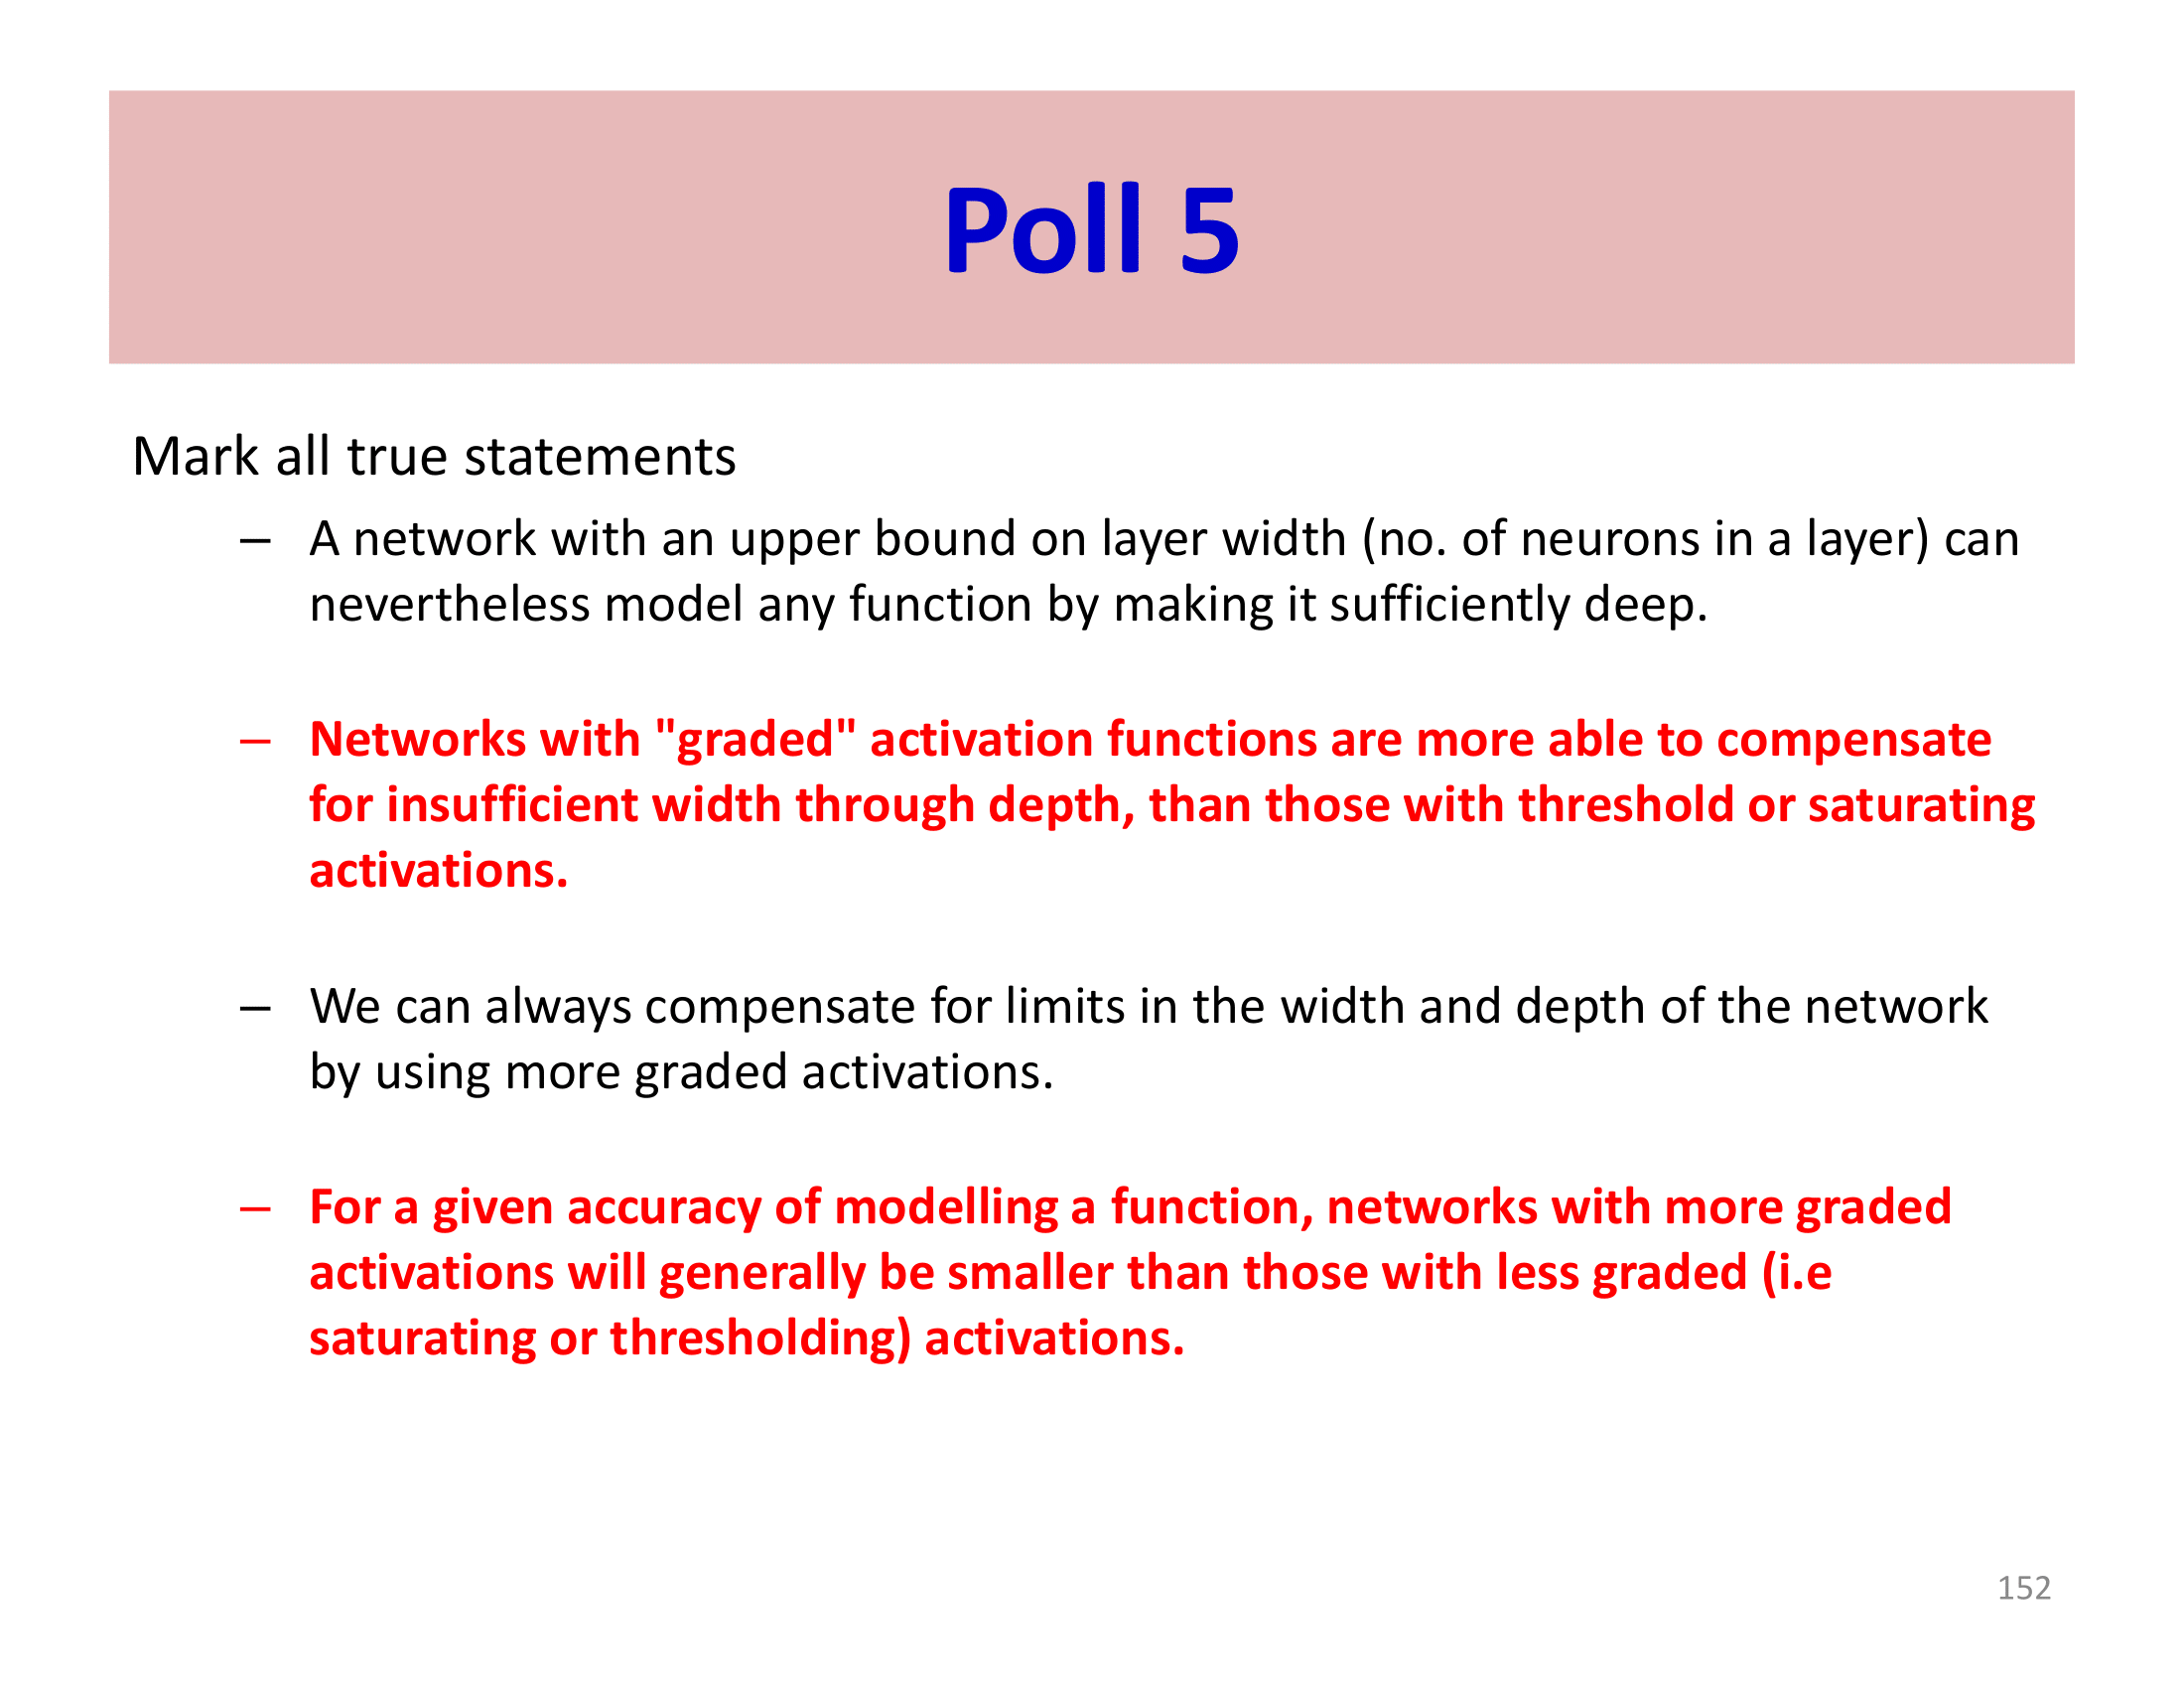 Poll 5
Mark all true statements
– A network with an upper bound on layer width (no. of neurons in a layer) can
nevertheless model any function by making it sufficiently deep.
– Networks with "graded" activation functions are more able to compensate
for insufficient width through depth, than those with threshold or saturating
activations.
– We can always compensate for limits in the width and depth of the network
by using more graded activations.
– For a given accuracy of modelling a function, networks with more graded
activations will generally be smaller than those with less graded (i.e
saturating or thresholding) activations.
152